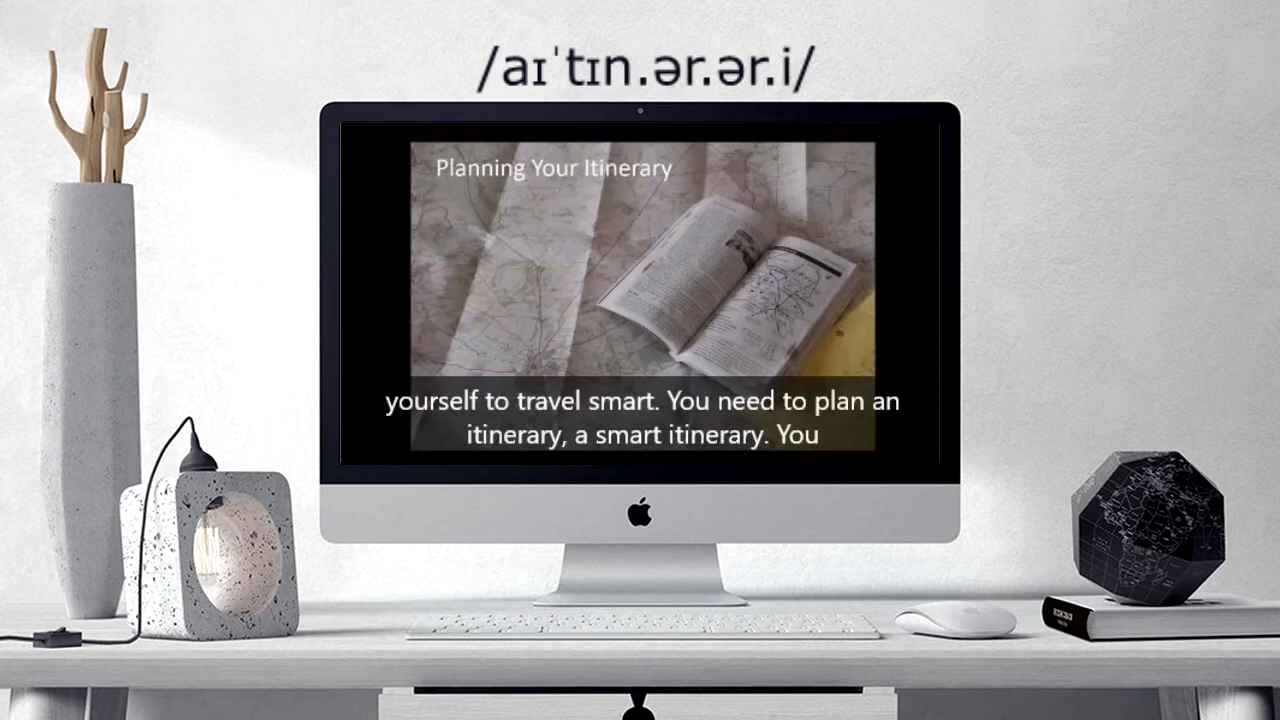 /aɪˈtɪn.ər.ər.i/
Planning Your Itinerary
yourself to travel smart. You need to plan an
itinerary, a smart itinerary. You